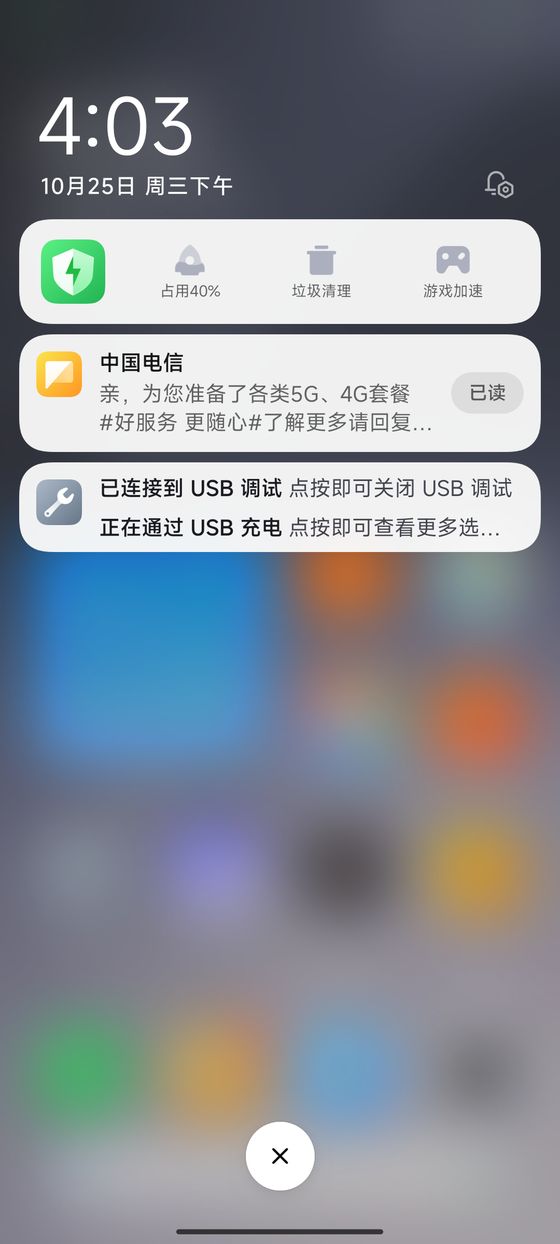 4:03
10月25日 周三下午
占用40%
垃圾清理
游戏加速
中国电信
亲，为您准备了各类5G、4G套餐
#好服务 更随心#了解更多请回复...
已读
已连接到 USB 调试 点按即可关闭 USB 调试
正在通过 USB 充电 点按即可查看更多选...